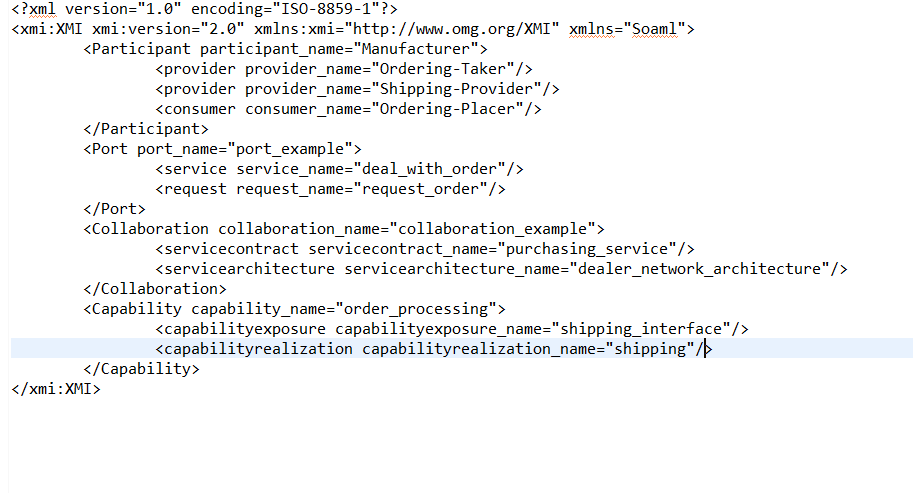 <?xml version="1.0" encoding="ISO-8859-1"?>
<xmi:XMI xmi:version="2.0" xmlns:xmi="http://www.omg.org/XMI" xmlns="Soaml">
<Participant participant_name="Manufacturer">
<provider provider_name="Ordering-Taker"/>
<provider provider_name="Shipping-Provider"/>
<consumer consumer_name="Ordering-Placer"/>
</Participant>
<Port port_name="port_example">
<service service_name="deal_with_order"/>
<request request_name="request_order"/>
</Port>
<Collaboration collaboration_name="collaboration_example">
<servicecontract servicecontract_name="purchasing_service"/>
<servicearchitecture servicearchitecture_name="dealer_network_architecture"/>
</Collaboration>
<Capability capability_name="order_processing">
<capabilityexposure capabilityexposure_name="shipping_interface"/>
<capabilityrealization capabilityrealization_name="shipping"/>
</Capability>
</xmi:XMI>